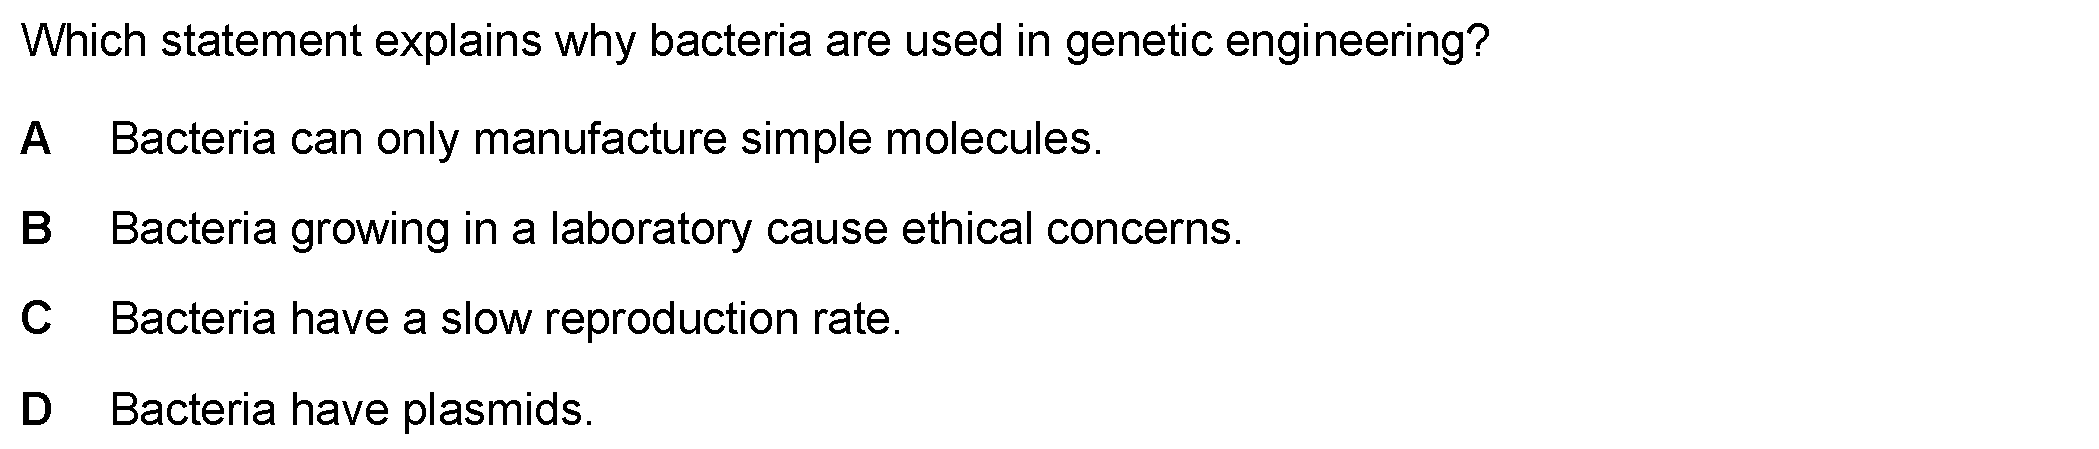 Which statement explains why bacteria are used in genetic engineering?
A Bacteria can only manufacture simple molecules.
B Bacteria growing in a laboratory cause ethical concerns.
C Bacteria have a slow reproduction rate.
D Bacteria have plasmids.